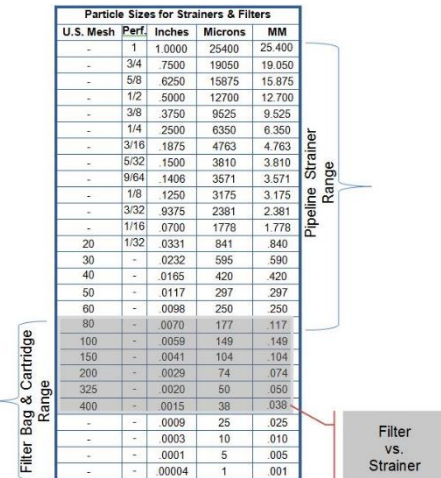 Particle Sizes for Strainers & Filters
U.S. Mesh Perf. Inches Microns MM
- 1 1.0000 25400 25.400
- 3/4 .7500 19050 19.050
- 5/8 .6250 15875 15.875
- 1/2 .5000 12700 12.700
- 3/8 .3750 9525 9.525
- 1/4 .2500 6350 6.350
- 3/16 .1875 4763 4.763
- 5/32 .1500 3810 3.810
- 9/64 .1406 3571 3.571
- 1/8 .1250 3175 3.175
- 3/32 .9375 2381 2.381
- 1/16 .0700 1778 1.778
20 1/32 .0331 841 .840
30 - .0232 595 .590
40 - .0165 420 .420
50 - .0117 297 .297
60 - .0098 250 .250
80 - .0070 177 .117
100 - .0059 149 .149
150 - .0041 104 .104
200 - .0029 74 .074
325 - .0020 50 .050
400 - .0015 38 .038
- - .0009 25 .025
- - .0003 10 .010
- - .0001 5 .005
- - .00004 1 .001
Pipeline Strainer
Range
Filter Bag & Cartridge
Range
Filter
vs.
Strainer